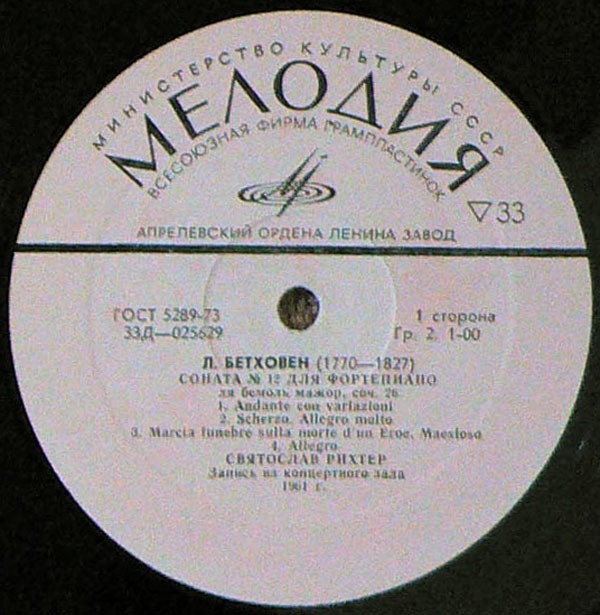 МИНИСТЕРСТВО КУЛЬТУРЫ СССР
МЕЛОДИЯ
ВСЕСОЮЗНАЯ ФИРМА ГРАМПЛАСТИНОК
▽33
АПРЕЛЕВСКИЙ ОРДЕНА ЛЕНИНА ЗАВОД
ГОСТ 5289-73
1 сторона
33Д—025629
Гр. 2. 1-00
Л. БЕТХОВЕН (1770—1827)
СОНАТА № 12 ДЛЯ ФОРТЕПИАНО
ля бемоль мажор, соч. 26
1. Andante con variazioni
2. Scherzo. Allegro molto
3. Marcia funebre sulla morte d'un Eroe. Maestoso
4. Allegro
СВЯТОСЛАВ РИХТЕР
Запись из концертного зала
1961 г.